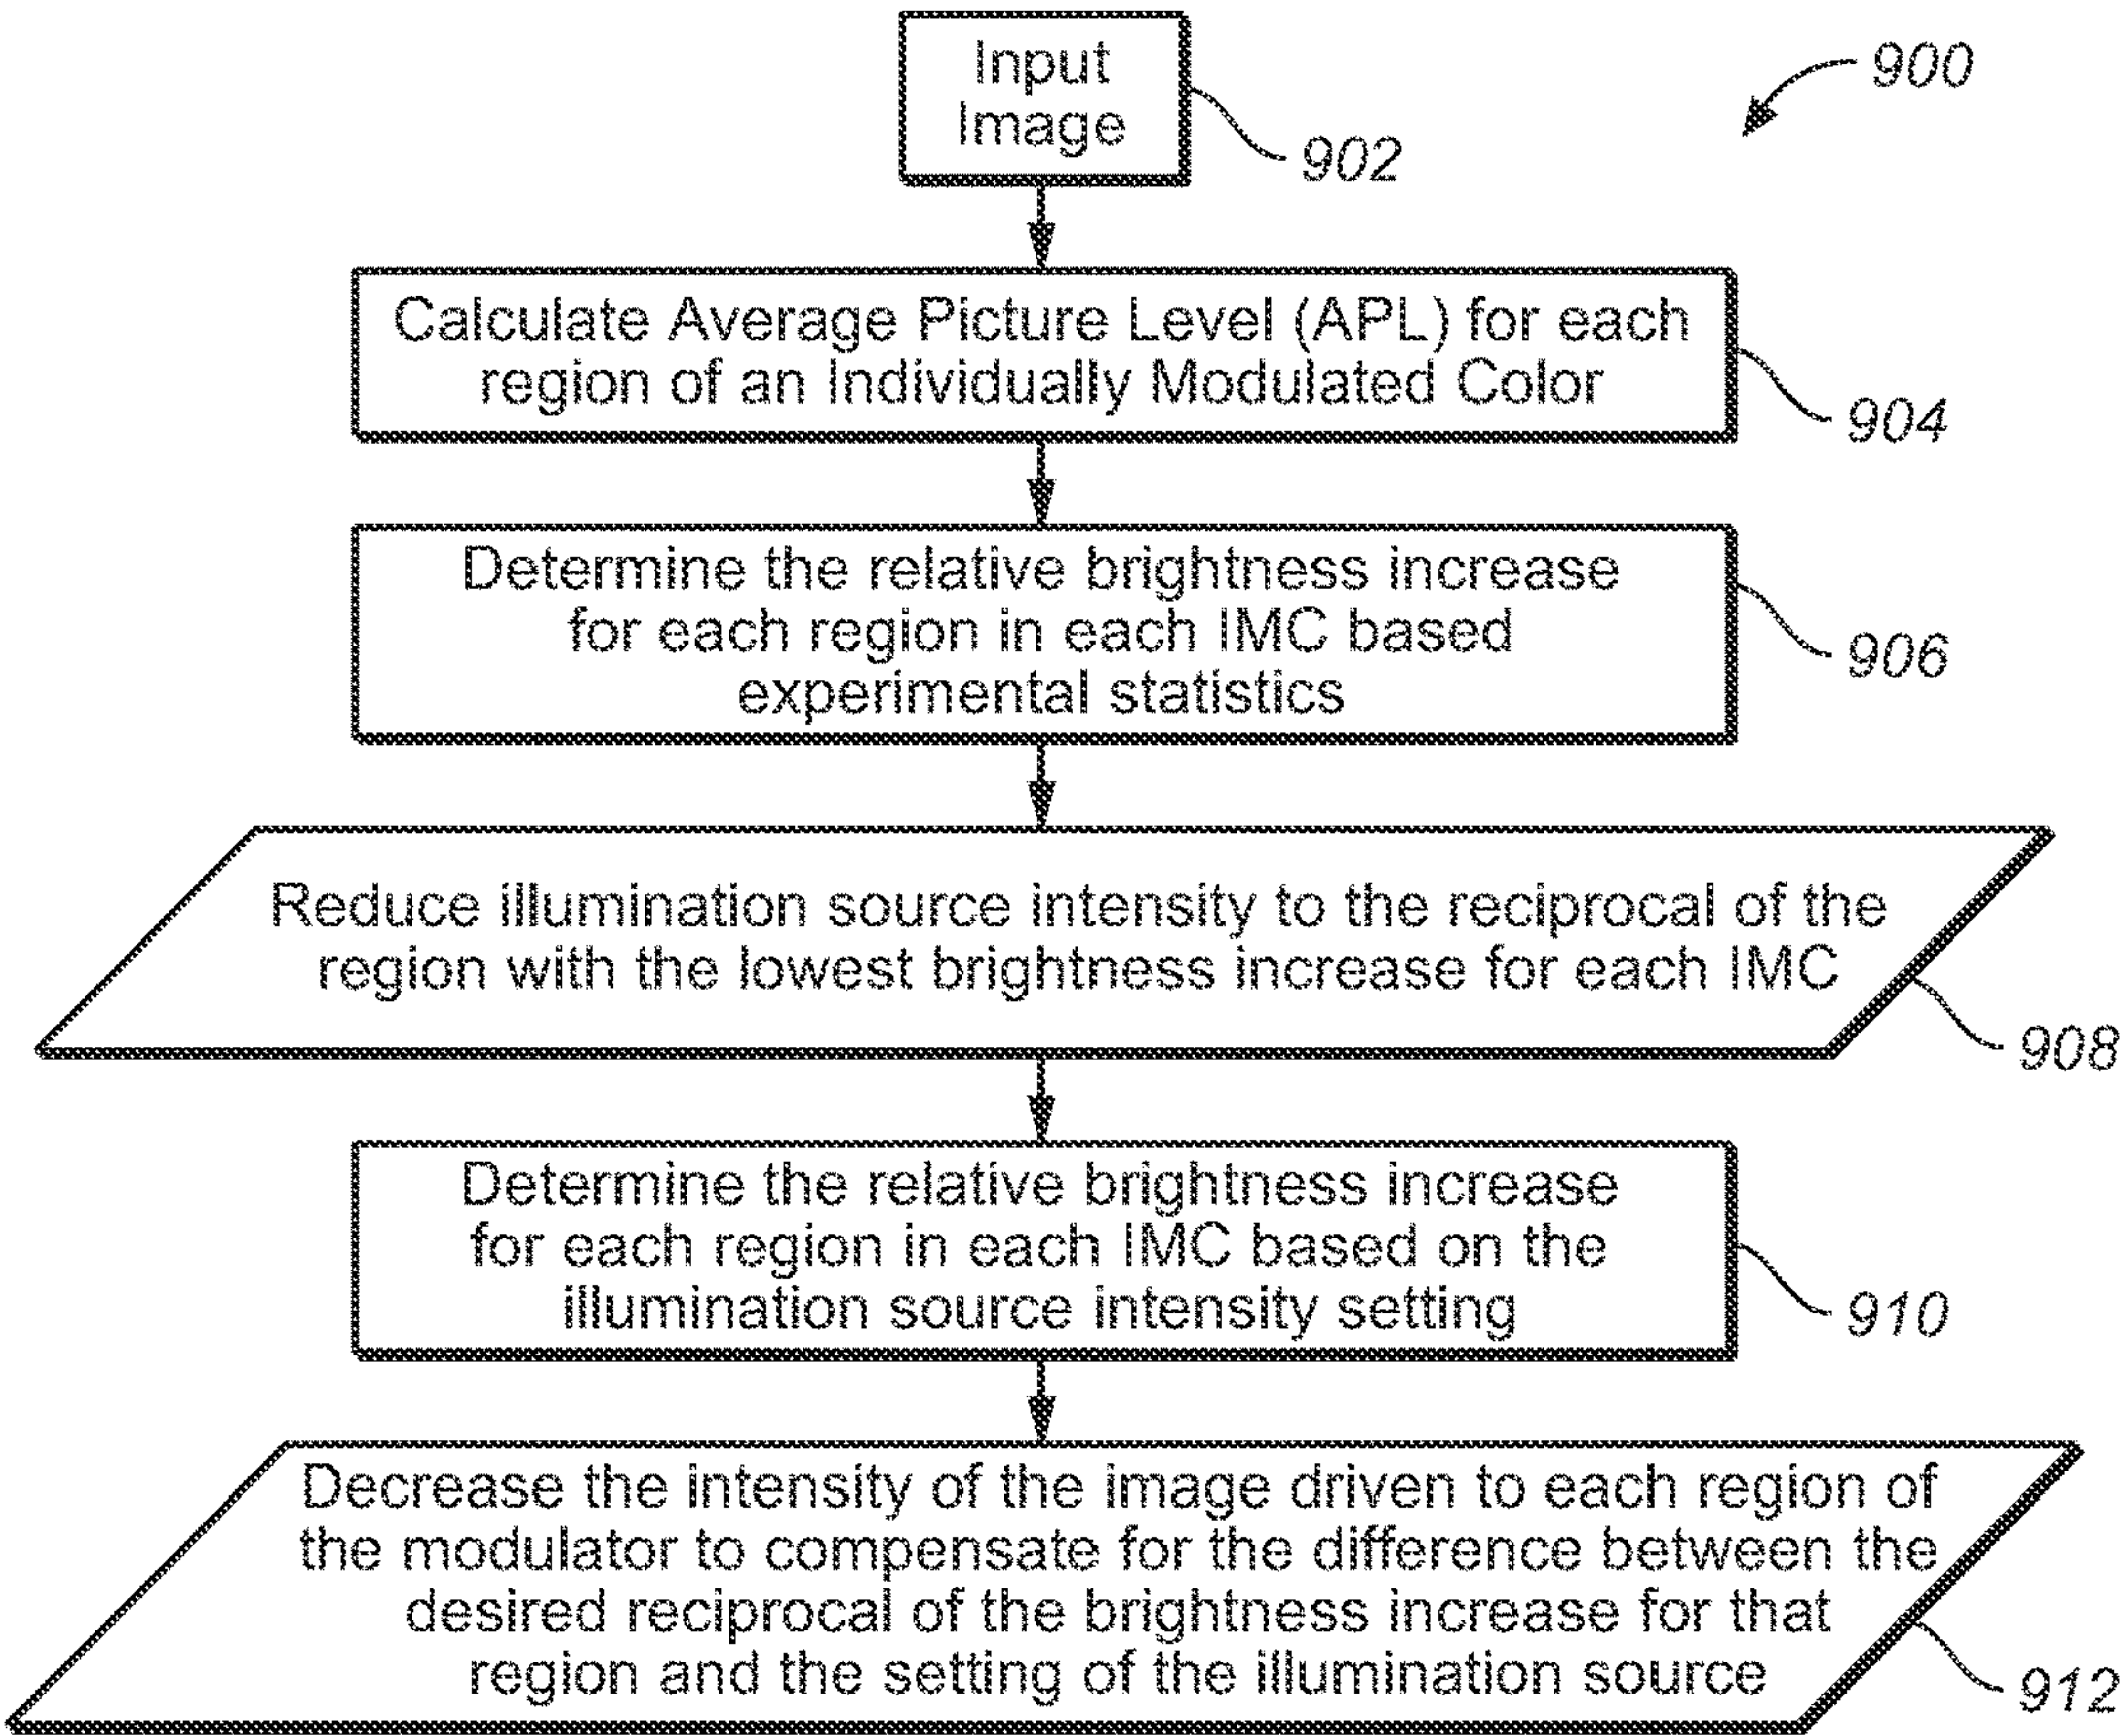 Input
Image
900
902
Calculate Average Picture Level (APL) for each
region of an Individually Modulated Color
904
Determine the relative brightness increase
for each region in each IMC based
experimental statistics
906
Reduce illumination source intensity to the reciprocal of the
region with the lowest brightness increase for each IMC
908
Determine the relative brightness increase
for each region in each IMC based on the
illumination source intensity setting
910
Decrease the intensity of the image driven to each region of
the modulator to compensate for the difference between the
desired reciprocal of the brightness increase for that
region and the setting of the illumination source
912